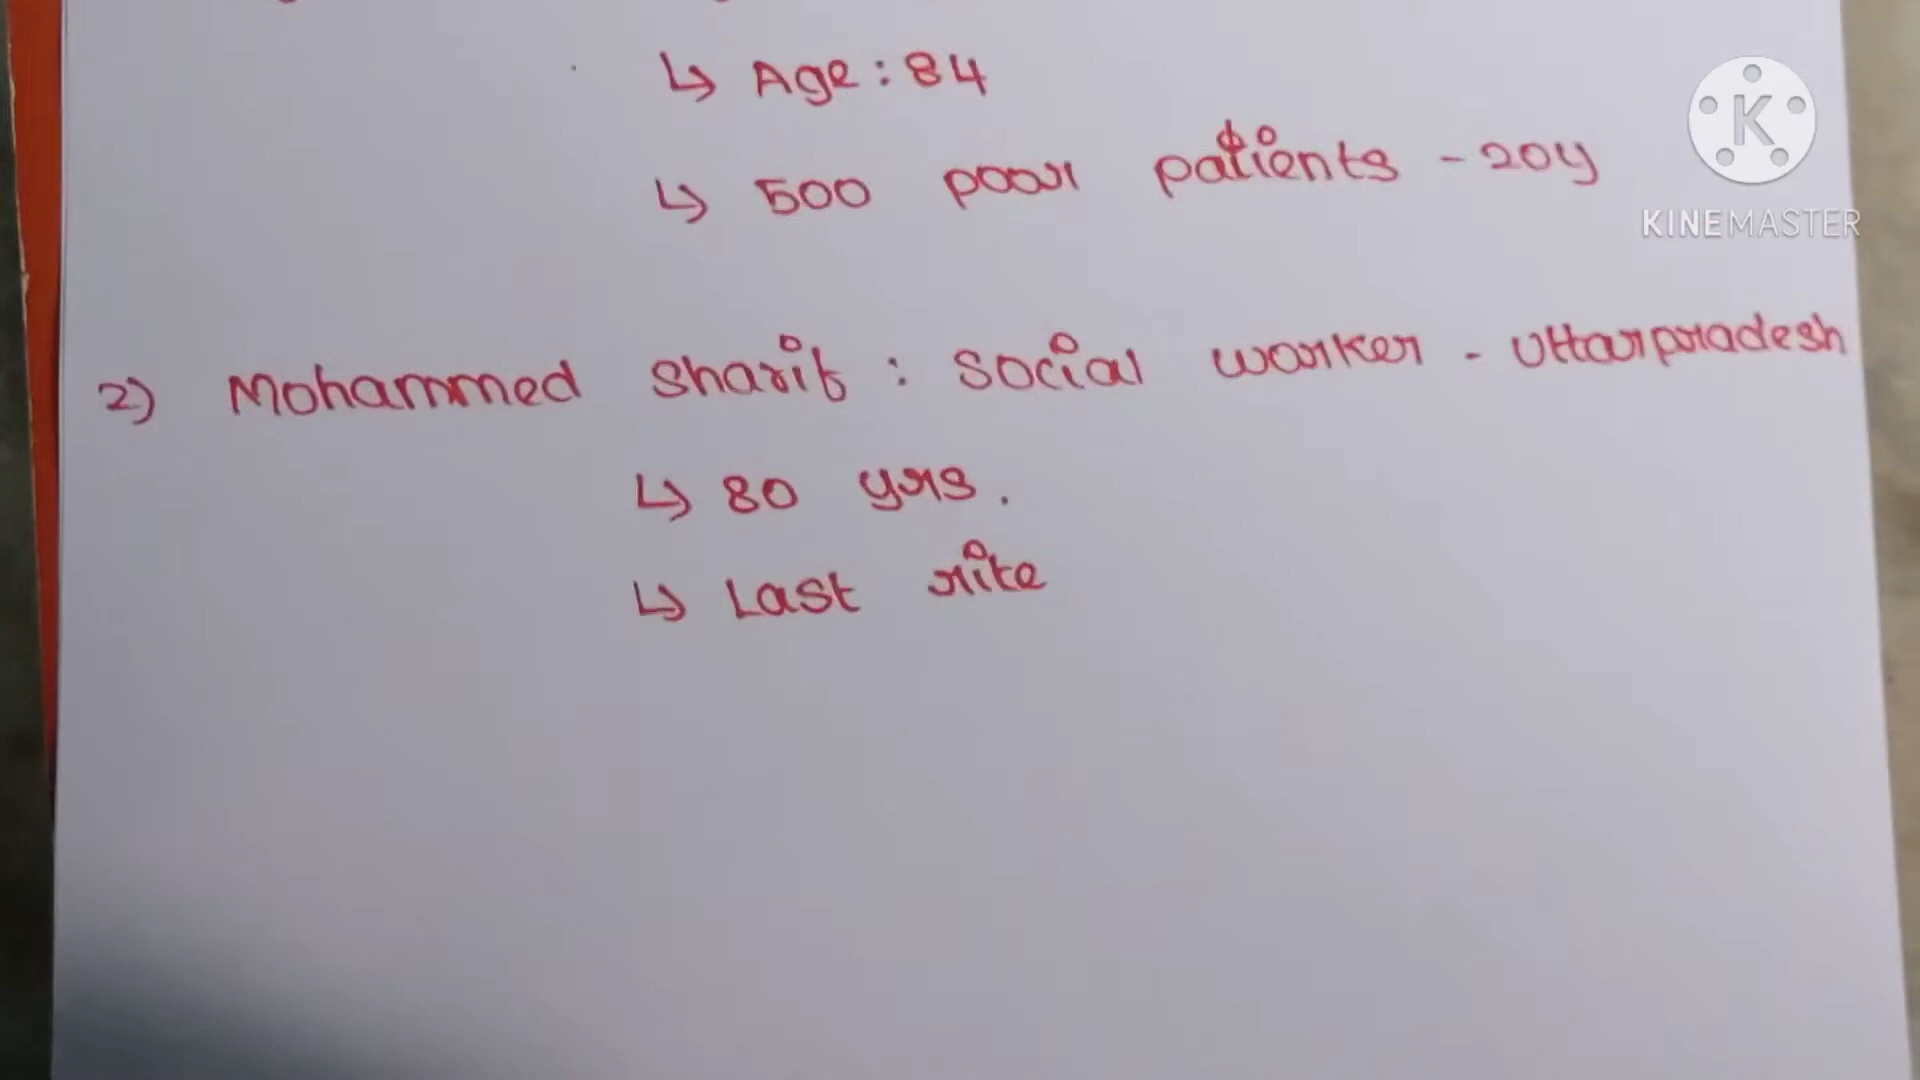 ↳ Age : 84
↳ 500 poor patients - 20y
K
KINEMASTER
2) Mohammed Sharif : Social worker - Uttarpradesh
↳ 80 yrs.
↳ Last rite